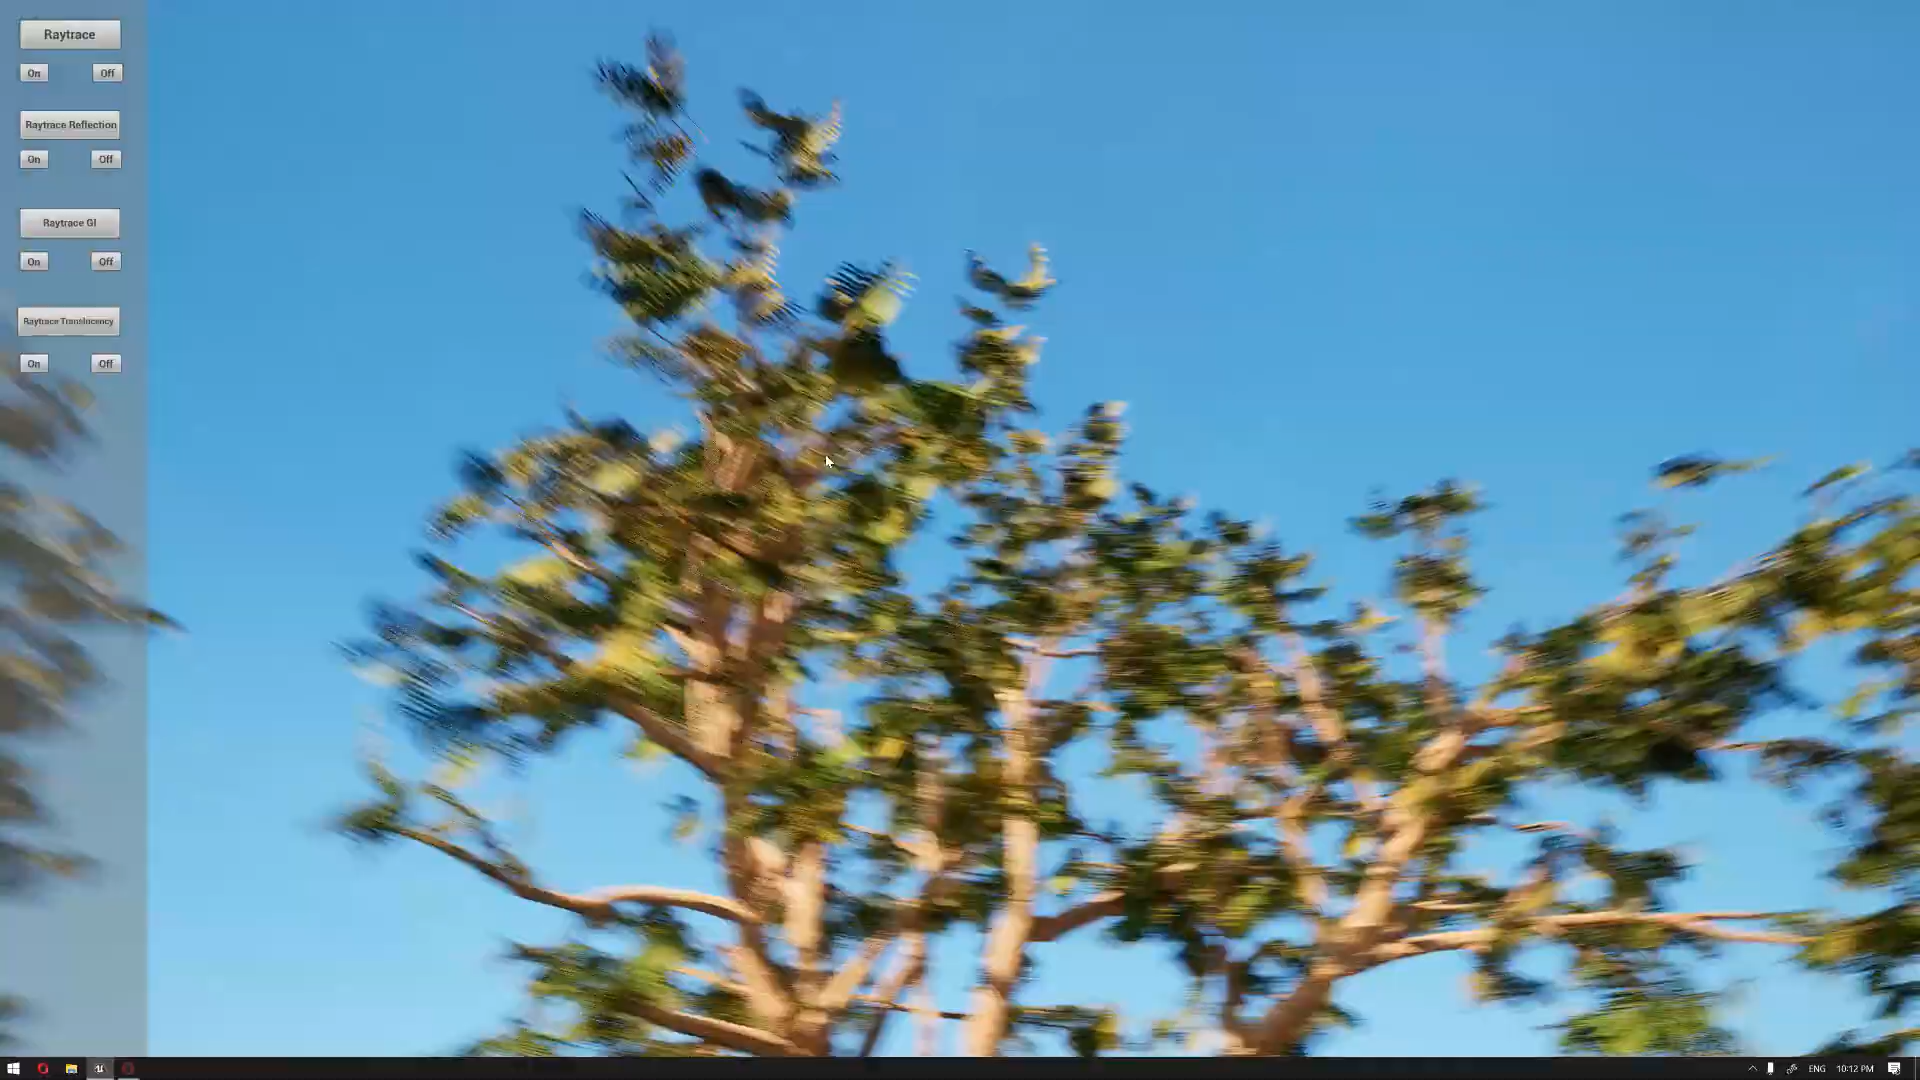 Raytrace
On Off
Raytrace Reflection
On Off
Raytrace GI
On Off
Raytrace Translucency
On Off
ENG 10:12 PM